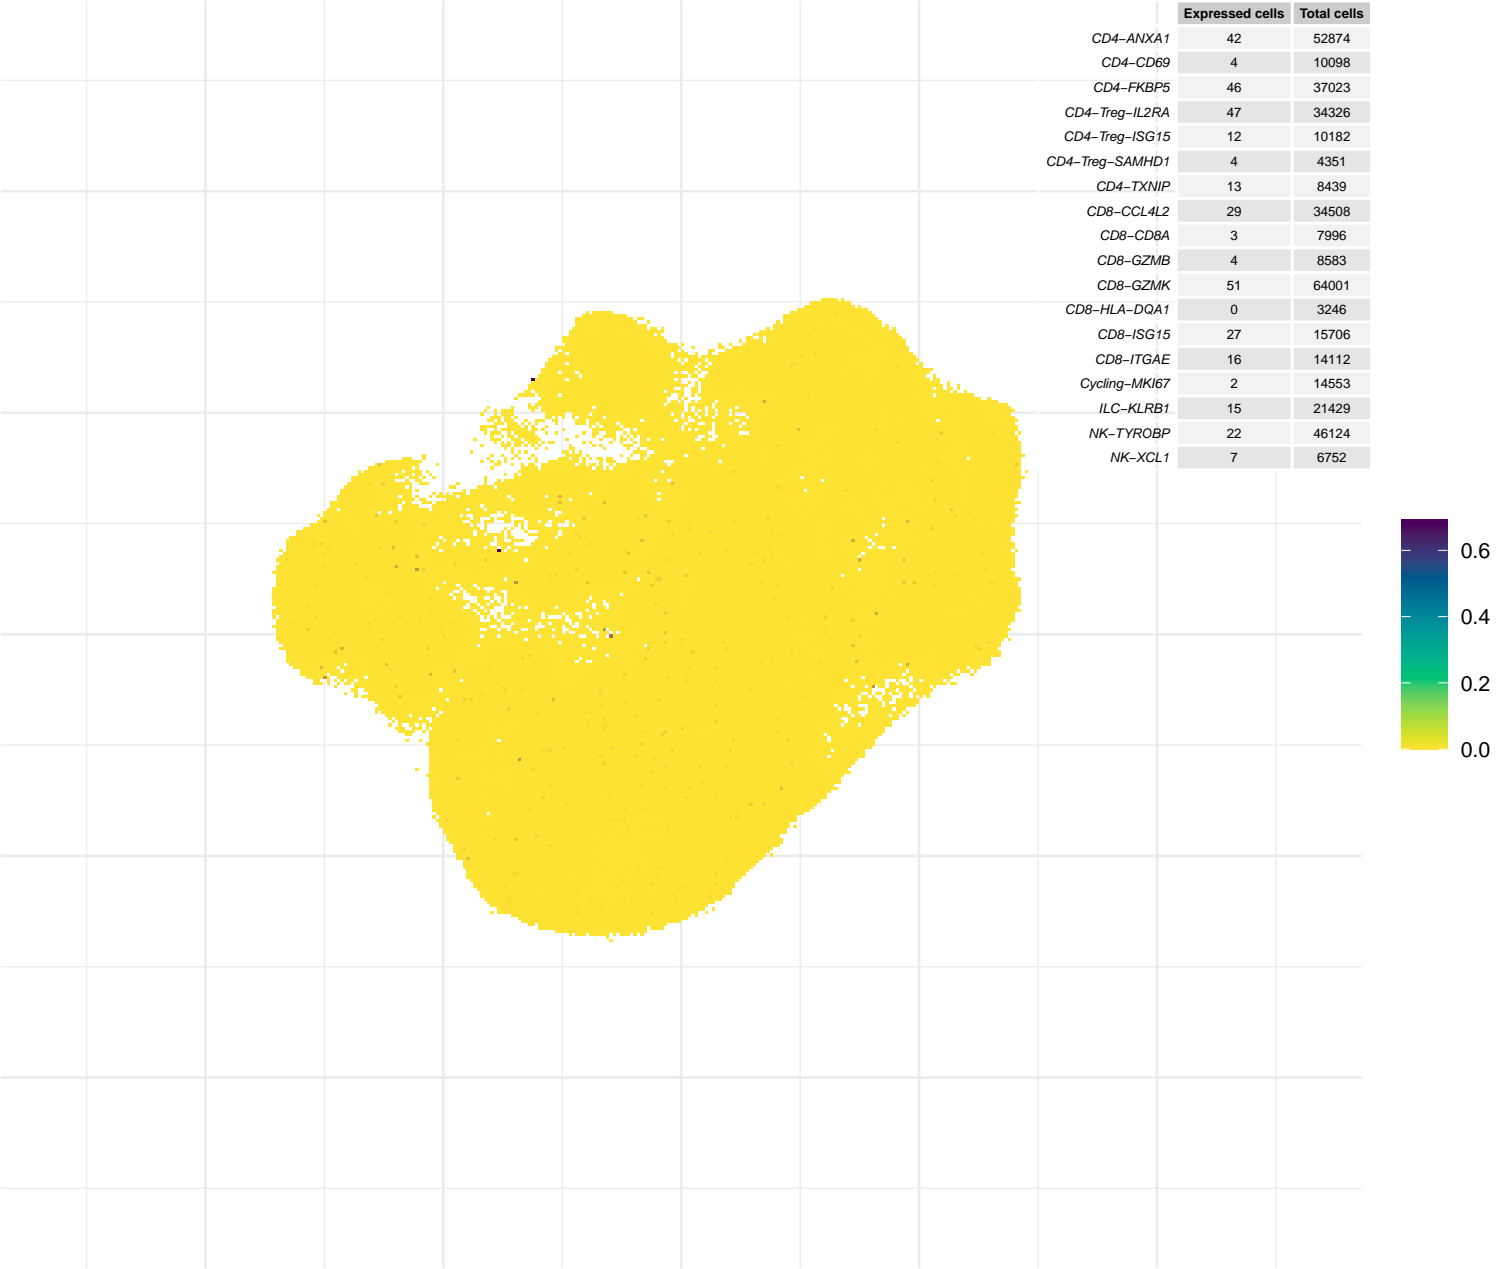 Expressed cells Total cells
CD4−ANXA1 42 52874
CD4−CD69 4 10098
CD4−FKBP5 46 37023
CD4−Treg−IL2RA 47 34326
CD4−Treg−ISG15 12 10182
CD4−Treg−SAMHD1 4 4351
CD4−TXNIP 13 8439
CD8−CCL4L2 29 34508
CD8−CD8A 3 7996
CD8−GZMB 4 8583
CD8−GZMK 51 64001
CD8−HLA−DQA1 0 3246
CD8−ISG15 27 15706
CD8−ITGAE 16 14112
Cycling−MKI67 2 14553
ILC−KLRB1 15 21429
NK−TYROBP 22 46124
NK−XCL1 7 6752
0.6
0.4
0.2
0.0